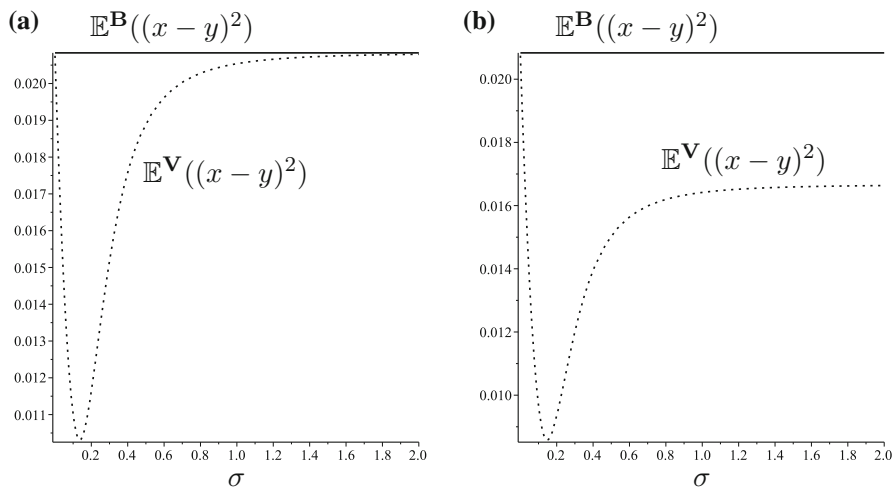 (a)
𝔼^𝐁((x − y)^2)
0.020
0.019
0.018
0.017
0.016
0.015
0.014
0.013
0.012
0.011
𝔼^𝐕((x − y)^2)
0.2 0.4 0.6 0.8 1.0 1.2 1.4 1.6 1.8 2.0
σ
(b)
𝔼^𝐁((x − y)^2)
0.020
0.018
0.016
0.014
0.012
0.010
𝔼^𝐕((x − y)^2)
0.2 0.4 0.6 0.8 1.0 1.2 1.4 1.6 1.8 2.0
σ